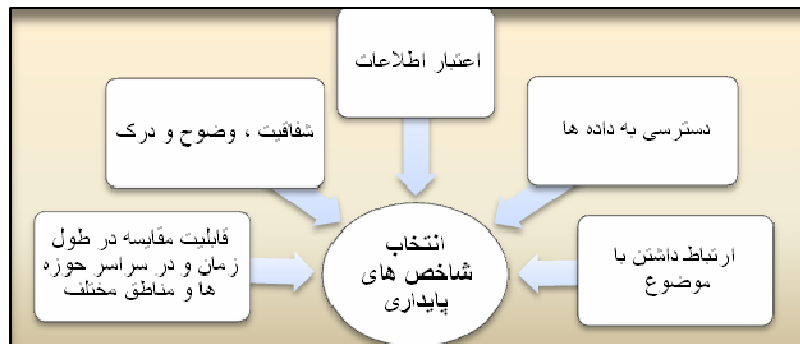 اعتبار اطلاعات
دسترسی به داده ها
شفافیت ، وضوح و درک
ارتباط داشتن با
موضوع
قابلیت مقایسه در طول
زمان و در سراسر حوزه
ها و مناطق مختلف
انتخاب
شاخص های
پایداری